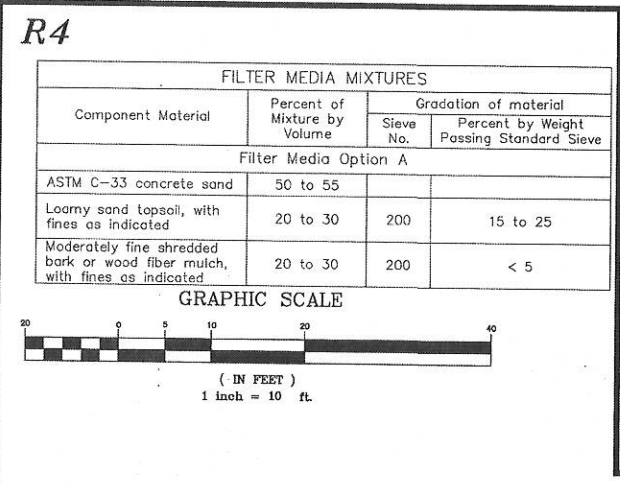 R4
FILTER MEDIA MIXTURES
Component Material
Percent of
Mixture by
Volume
Gradation of material
Sieve
No.
Percent by Weight
Passing Standard Sieve
Filter Media Option A
ASTM C-33 concrete sand 50 to 55
Loamy sand topsoil, with
fines as indicated
20 to 30 200 15 to 25
Moderately fine shredded
bark or wood fiber mulch,
with fines as indicated
20 to 30 200 < 5
GRAPHIC SCALE
20 0 5 10 20 40
( IN FEET )
1 inch = 10 ft.